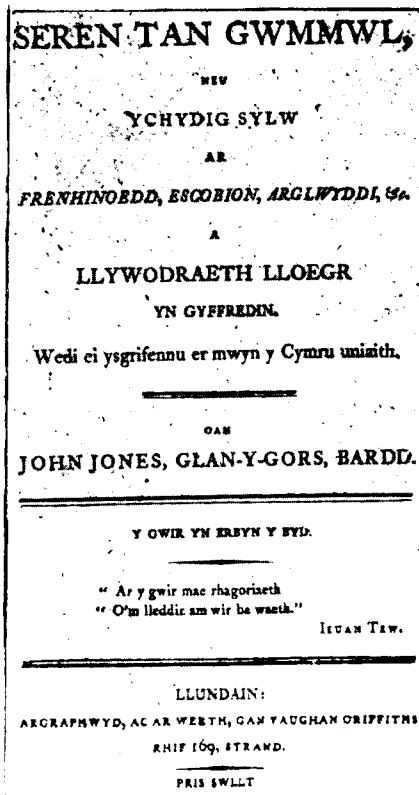 SEREN TAN GWMMWL,
NEU
YCHYDIG SYLW
AR
FRENHINOEDD, ESCOBION, ARGLWYDDI, &c.
A
LLYWODRAETH LLOEGR
YN GYFFREDIN.
Wedi ei ysgrifennu er mwyn y Cymru uniaith.
GAN
JOHN JONES, GLAN-Y-GORS, BARDD.
Y GWIR YN ERBYN Y BYD.
“ Ar y gwir mae rhagoriaeth
“ O'm lleddir am wir ba waeth.”
IEUAN TEW.
LLUNDAIN:
ARGRAPHWYD, AC AR WERTH, GAN VAUGHAN GRIFFITHS
RHIF 169, STRAND.
PRIS SWLLT